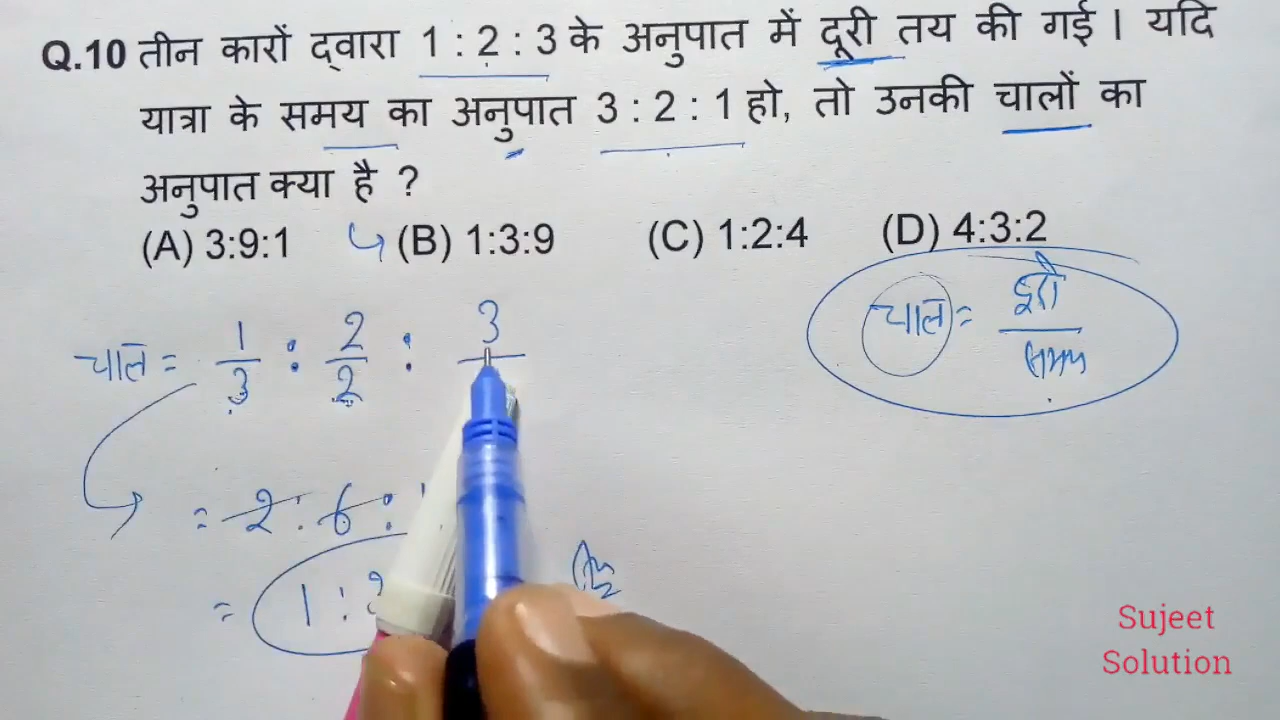 Q.10 तीन कारों द्वारा 1 : 2 : 3 के अनुपात में दूरी तय की गई । यदि
यात्रा के समय का अनुपात 3 : 2 : 1 हो, तो उनकी चालों का
अनुपात क्या है ?
(A) 3:9:1 (B) 1:3:9 (C) 1:2:4 (D) 4:3:2
चाल = दूरी / समय
चाल = 1/3 : 2/2 : 3
= 2 : 6 :
= 1 : 3
Sujeet
Solution